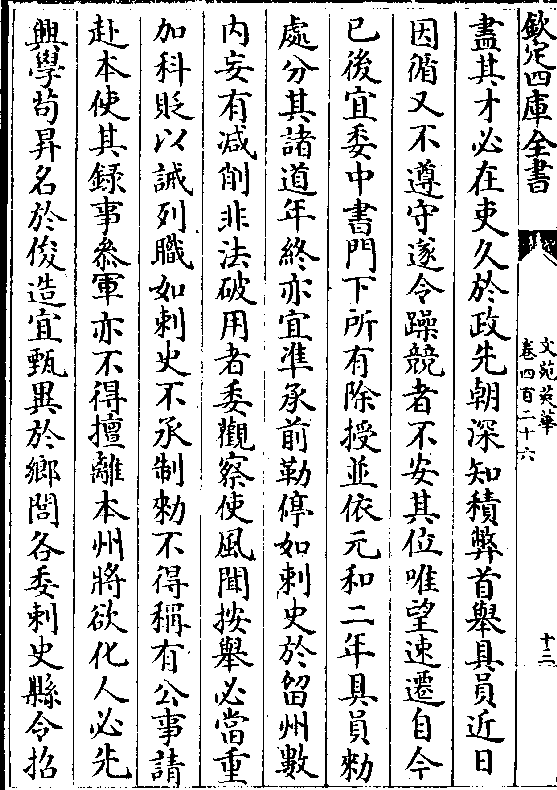 欽定四庫全書
文苑英華
卷四百二十六
十三
盡其才必在吏久於政先朝深知積弊首舉具員近日
因循又不遵守遂令躁競者不安其位唯望速遷自今
已後宜委中書門下所有除授並依元和二年具員勑
處分其諸道年終亦宜准承前勒停如刺史於留州數
内妄有减削非法破用者委觀察使風聞按舉必當重
加科貶以誡列職如刺史不承制勑不得稱有公事請
赴本使其録事叅軍亦不得擅離本州將欲化人必先
興學苟昇名於俊造宜甄異於鄉閭各委刺史縣令招